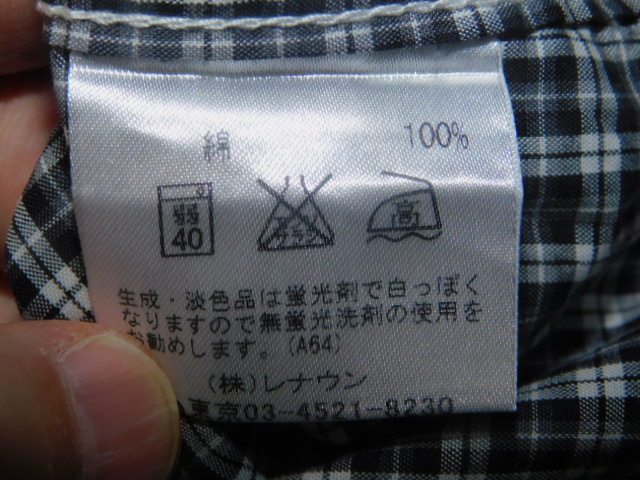 綿 100%
弱 40 エンソサラシ 高
生成・淡色品は蛍光剤で白っぽく
なりますので無蛍光洗剤の使用を
お勧めします。(A64)
(株)レナウン
東京03-4521-8230